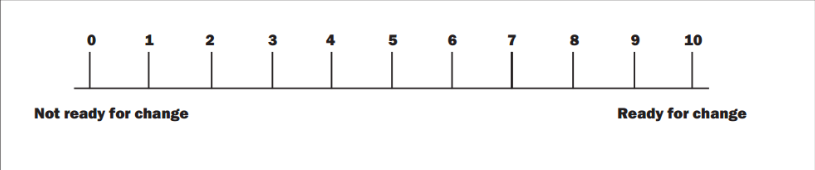 0 1 2 3 4 5 6 7 8 9 10
Not ready for change Ready for change